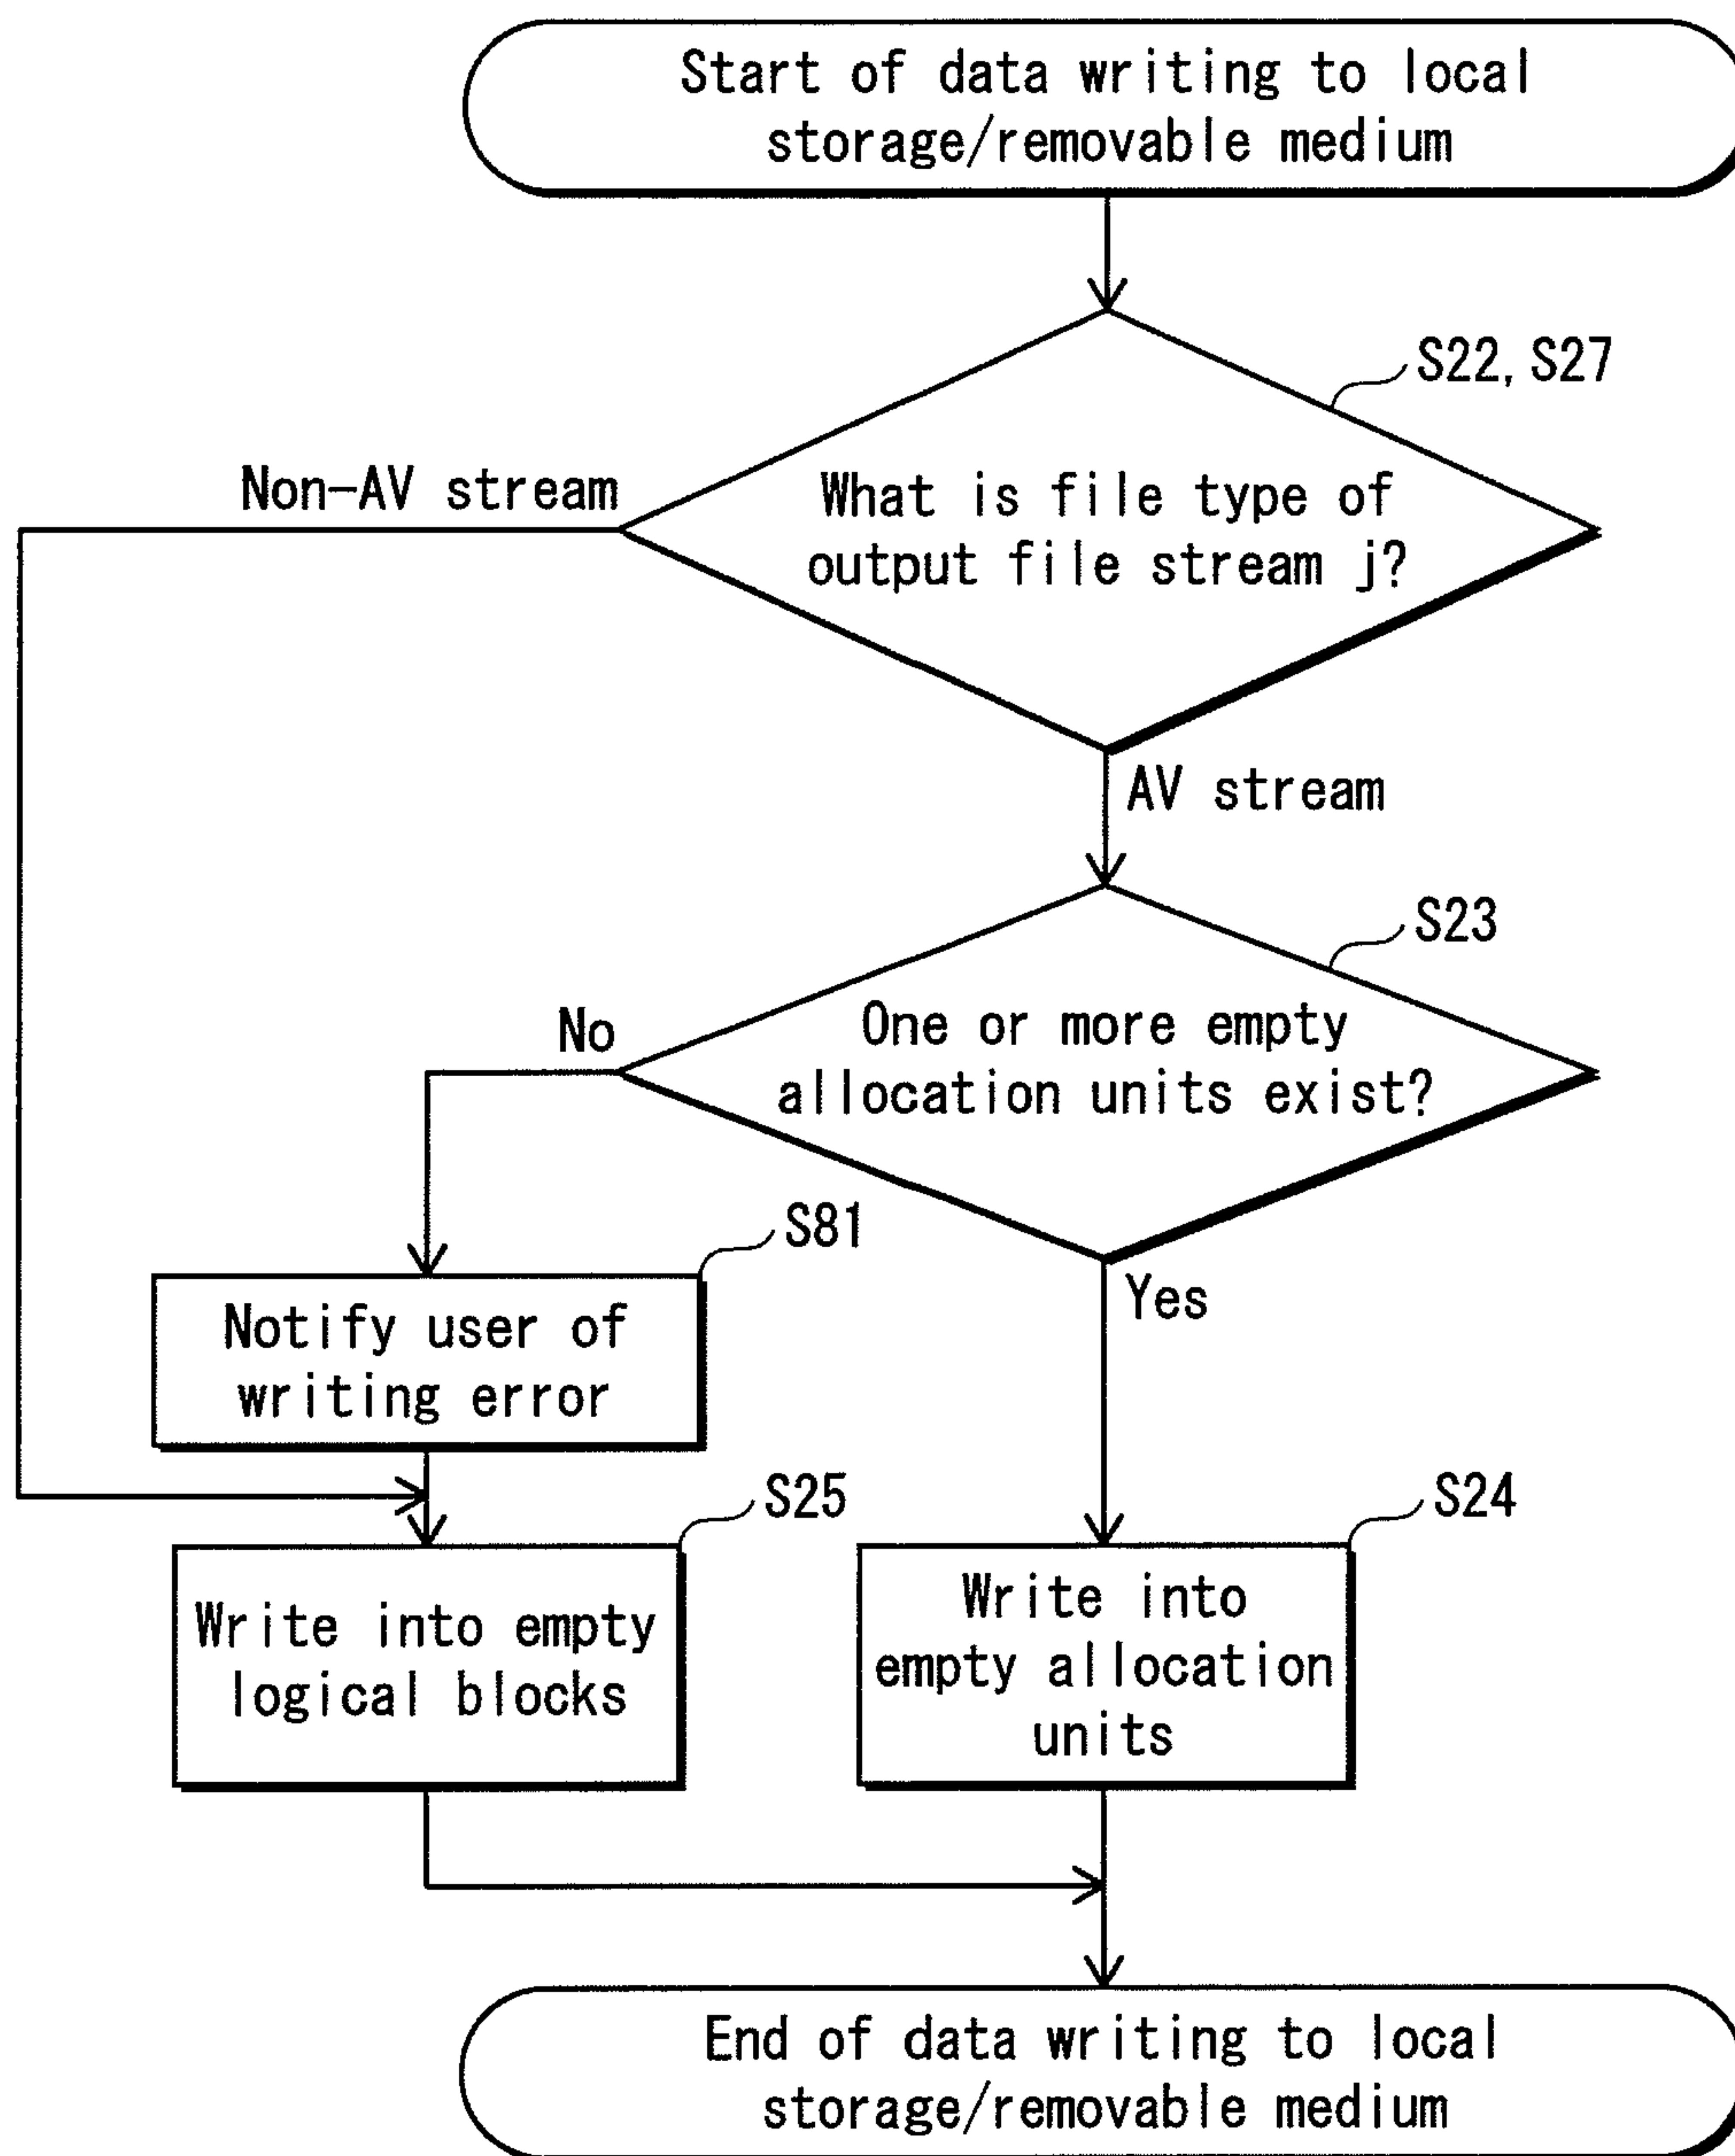 Start of data writing to local
storage/removable medium
S22, S27
Non-AV stream
What is file type of
output file stream j?
AV stream
S23
No
One or more empty
allocation units exist?
S81
Yes
Notify user of
writing error
S25
S24
Write into empty
logical blocks
Write into
empty allocation
units
End of data writing to local
storage/removable medium